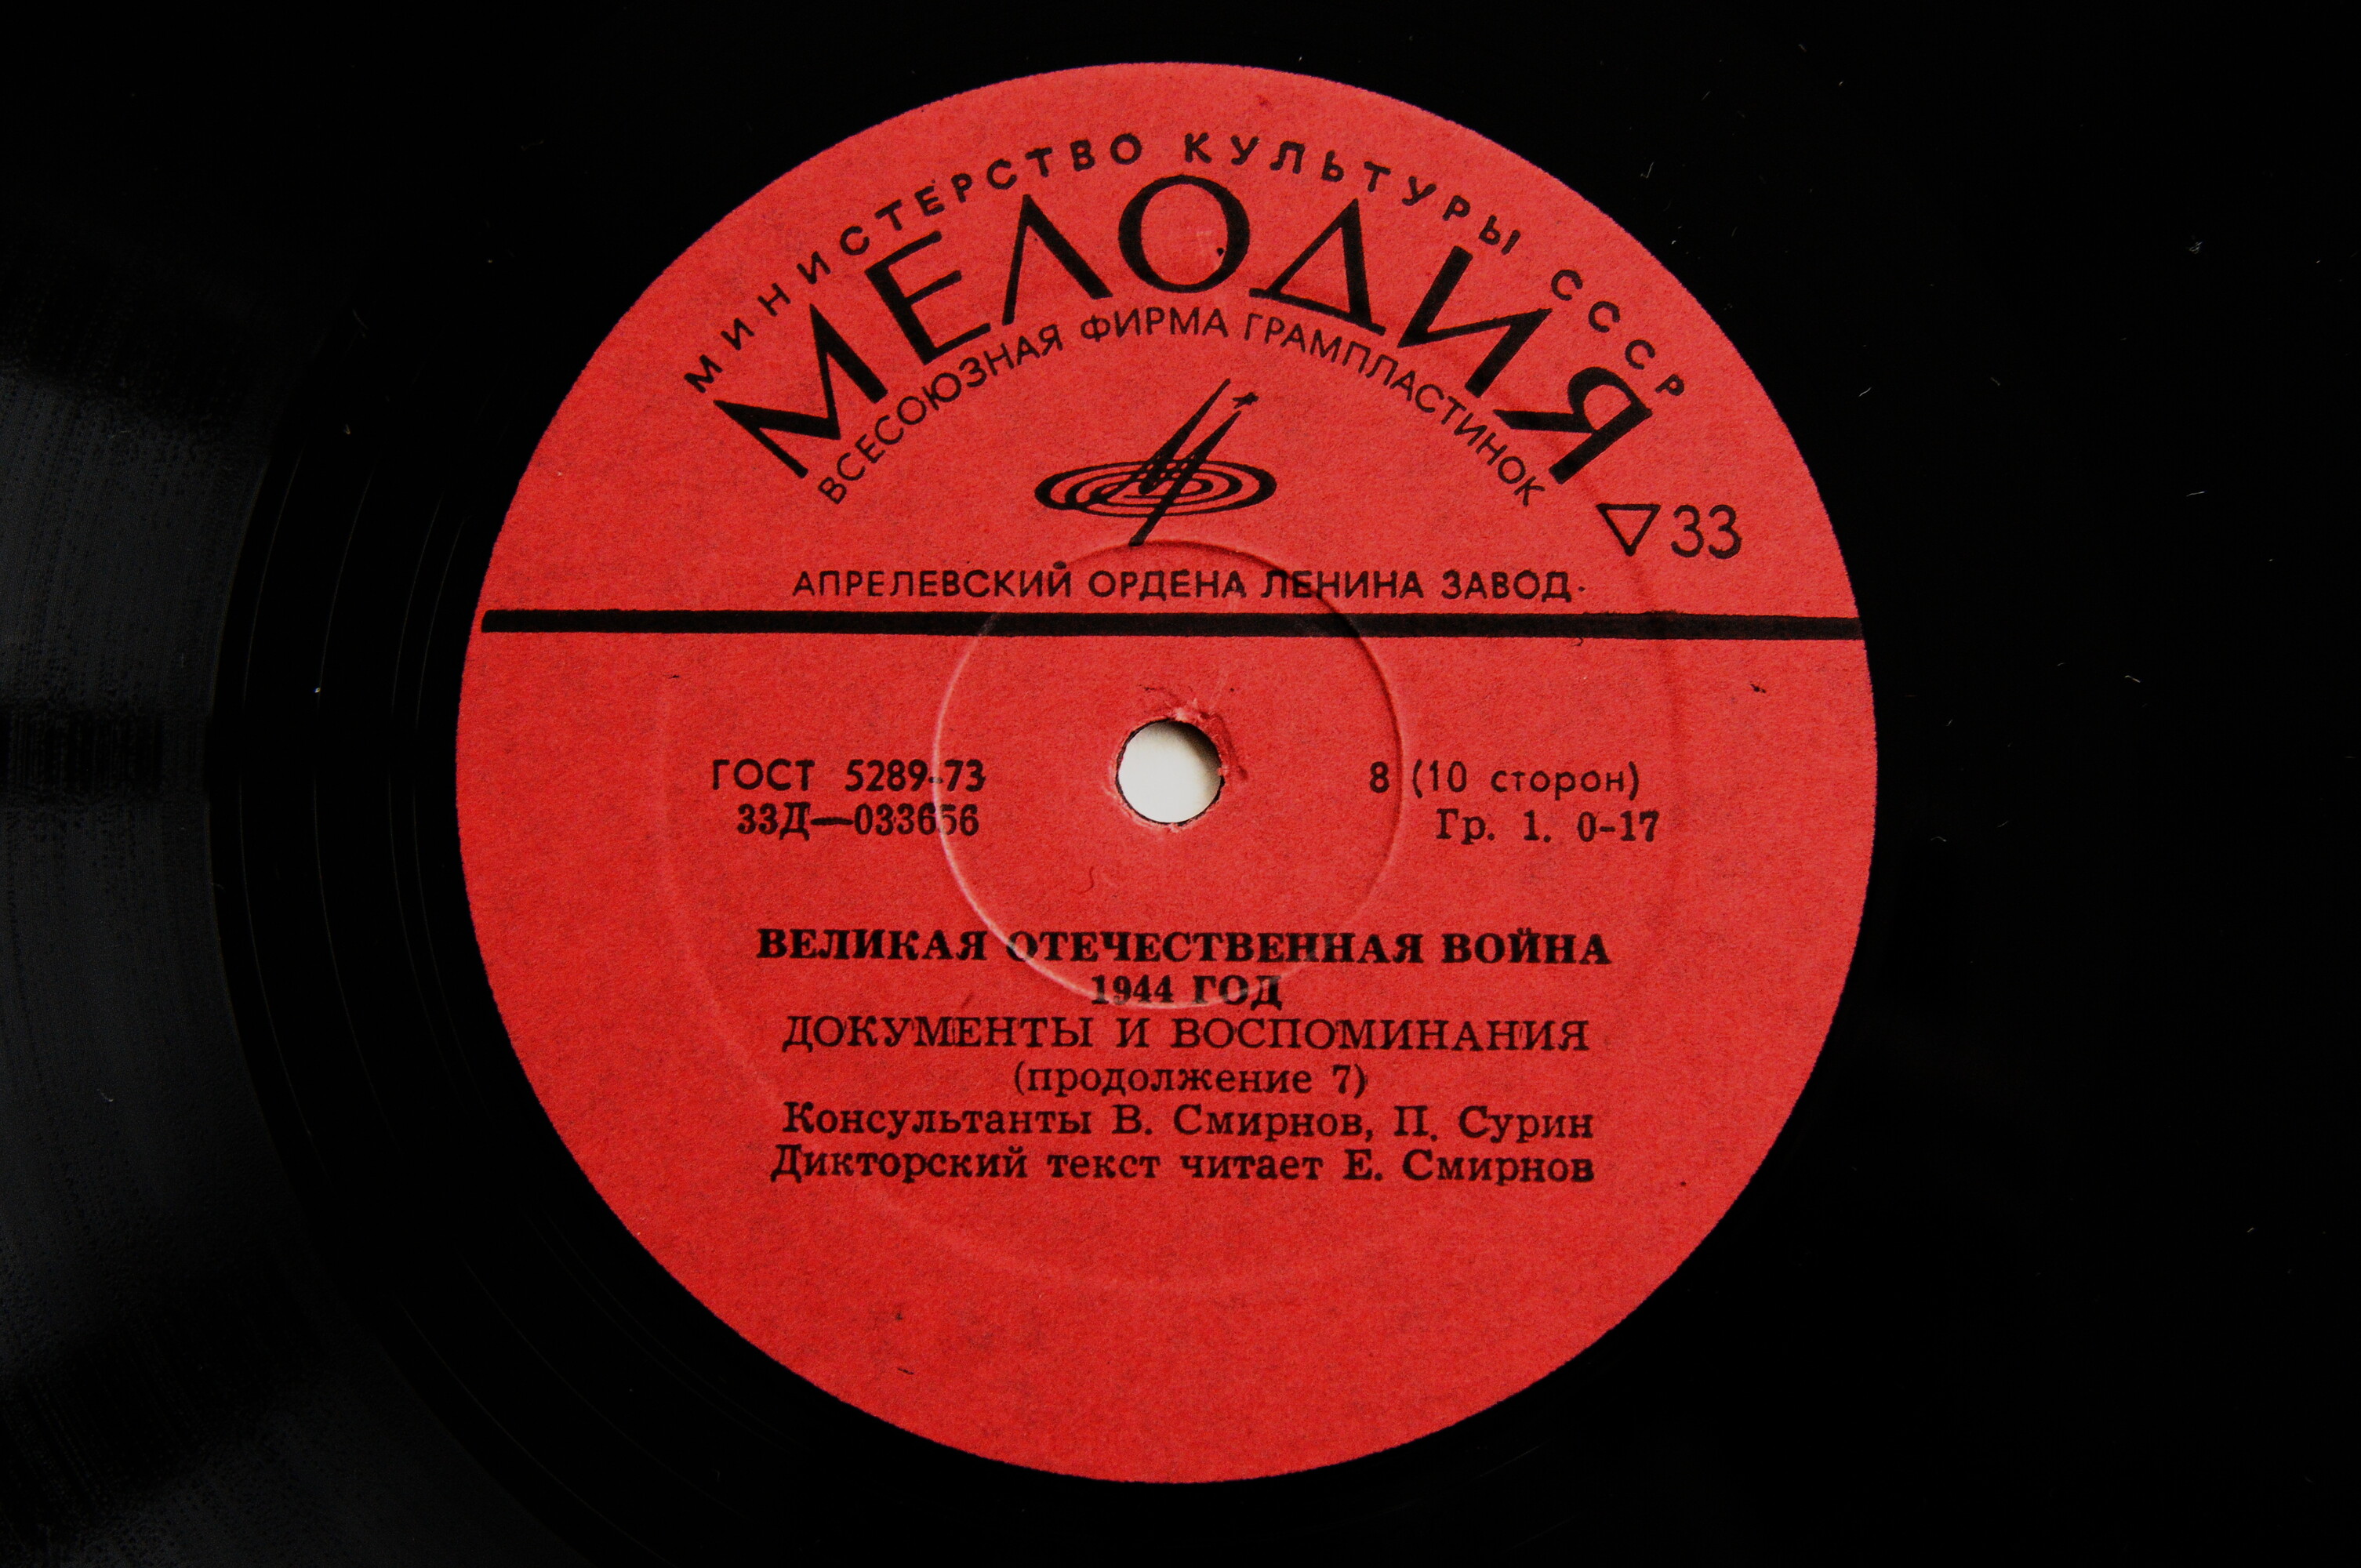 МИНИСТЕРСТВО КУЛЬТУРЫ СССР
МЕЛОДИЯ
ВСЕСОЮЗНАЯ ФИРМА ГРАМПЛАСТИНОК
33
АПРЕЛЕВСКИЙ ОРДЕНА ЛЕНИНА ЗАВОД
ГОСТ 5289-73
33Д—033656
8 (10 сторон)
Гр. 1. 0-17
ВЕЛИКАЯ ОТЕЧЕСТВЕННАЯ ВОЙНА
1944 ГОД
ДОКУМЕНТЫ И ВОСПОМИНАНИЯ
(продолжение 7)
Консультанты В. Смирнов, П. Сурин
Дикторский текст читает Е. Смирнов